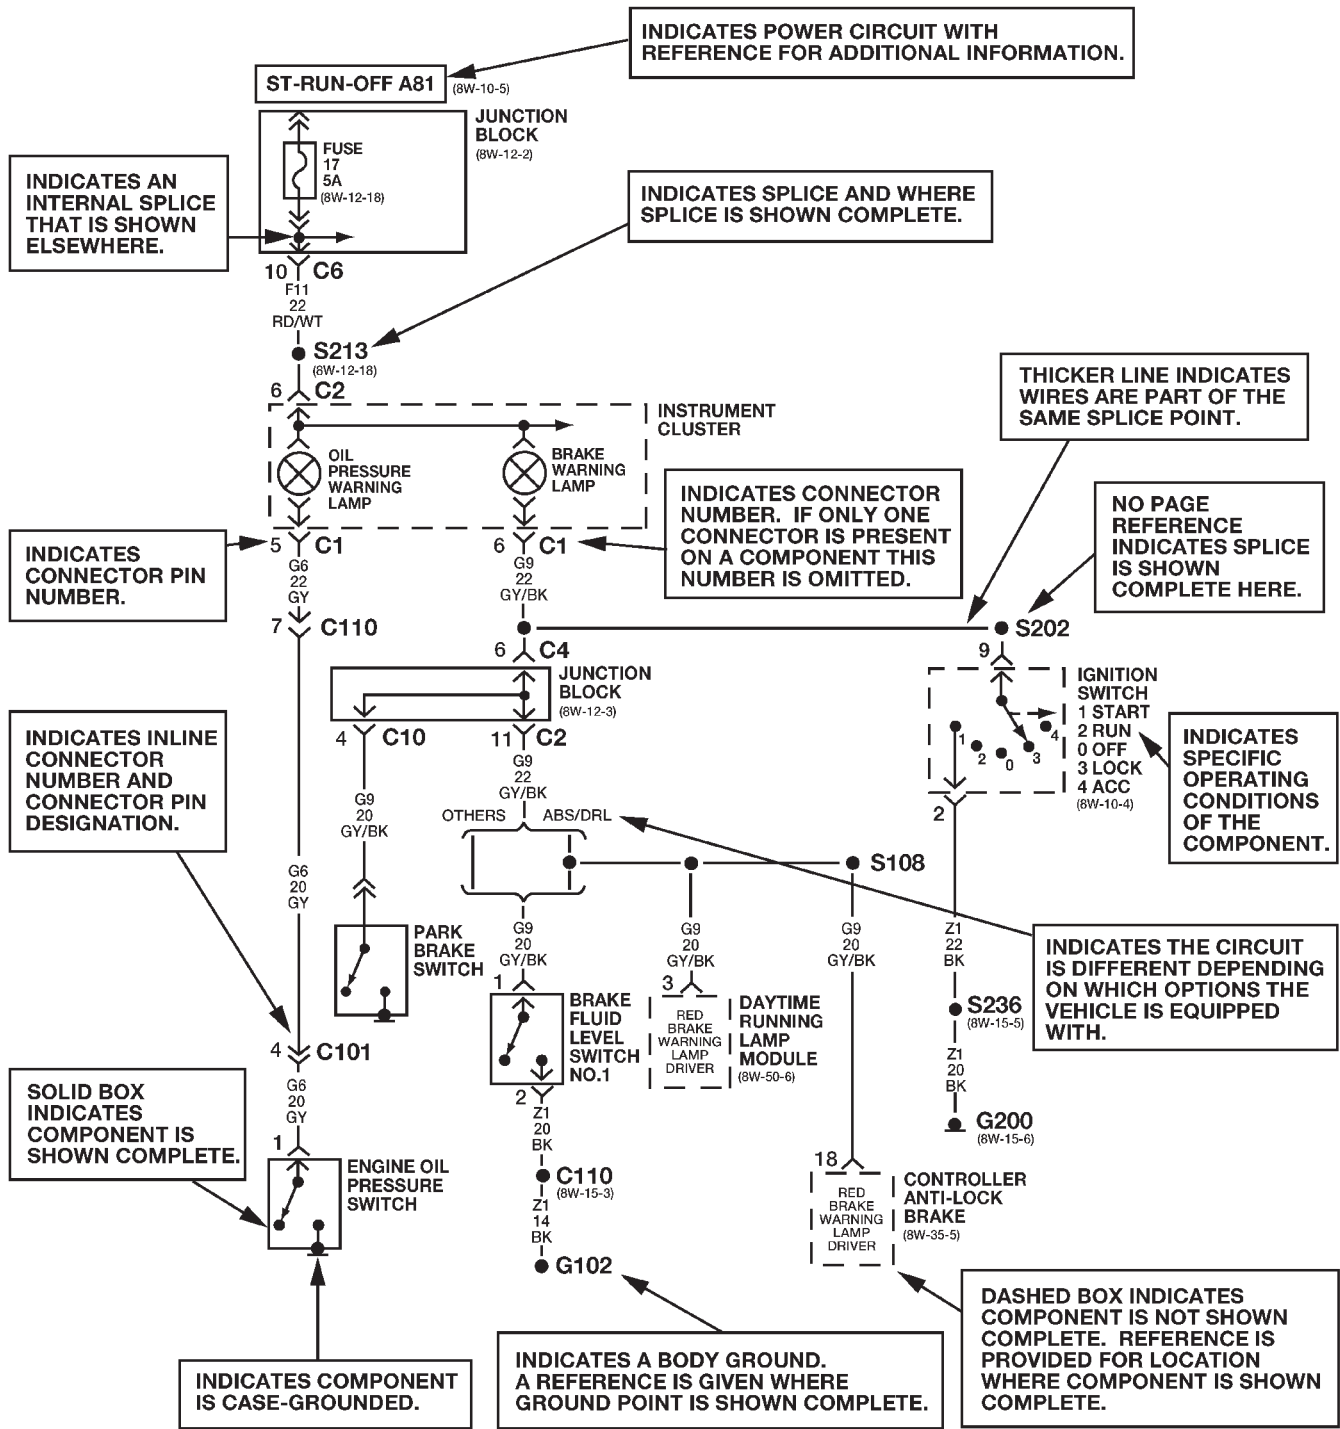 INDICATES POWER CIRCUIT WITH
REFERENCE FOR ADDITIONAL INFORMATION.
ST-RUN-OFF A81
(8W-10-5)
JUNCTION
BLOCK
(8W-12-2)
FUSE
17
5A
(8W-12-18)
INDICATES AN
INTERNAL SPLICE
THAT IS SHOWN
ELSEWHERE.
INDICATES SPLICE AND WHERE
SPLICE IS SHOWN COMPLETE.
10 C6
F11
22
RD/WT
S213
(8W-12-18)
6 C2
INSTRUMENT
CLUSTER
OIL
PRESSURE
WARNING
LAMP
BRAKE
WARNING
LAMP
THICKER LINE INDICATES
WIRES ARE PART OF THE
SAME SPLICE POINT.
INDICATES CONNECTOR
NUMBER. IF ONLY ONE
CONNECTOR IS PRESENT
ON A COMPONENT THIS
NUMBER IS OMITTED.
NO PAGE
REFERENCE
INDICATES SPLICE
IS SHOWN
COMPLETE HERE.
INDICATES
CONNECTOR PIN
NUMBER.
5 C1
G6
22
GY
7 C110
6 C1
G9
22
GY/BK
S202
9
6 C4
JUNCTION
BLOCK
(8W-12-3)
4 C10
11 C2
G9
22
GY/BK
IGNITION
SWITCH
1 START
2 RUN
0 OFF
3 LOCK
4 ACC
(8W-10-4)
1
2
0
3
4
2
INDICATES
SPECIFIC
OPERATING
CONDITIONS
OF THE
COMPONENT.
INDICATES INLINE
CONNECTOR
NUMBER AND
CONNECTOR PIN
DESIGNATION.
G9
20
GY/BK
OTHERS
ABS/DRL
S108
G6
20
GY
PARK
BRAKE
SWITCH
G9
20
GY/BK
G9
20
GY/BK
G9
20
GY/BK
Z1
22
BK
INDICATES THE CIRCUIT
IS DIFFERENT DEPENDING
ON WHICH OPTIONS THE
VEHICLE IS EQUIPPED
WITH.
1
BRAKE
FLUID
LEVEL
SWITCH
NO.1
3
RED
BRAKE
WARNING
LAMP
DRIVER
DAYTIME
RUNNING
LAMP
MODULE
(8W-50-6)
S236
(8W-15-5)
Z1
20
BK
G200
(8W-15-6)
4 C101
G6
20
GY
SOLID BOX
INDICATES
COMPONENT IS
SHOWN COMPLETE.
1
ENGINE OIL
PRESSURE
SWITCH
2
Z1
20
BK
C110
(8W-15-3)
Z1
14
BK
G102
18
RED
BRAKE
WARNING
LAMP
DRIVER
CONTROLLER
ANTI-LOCK
BRAKE
(8W-35-5)
DASHED BOX INDICATES
COMPONENT IS NOT SHOWN
COMPLETE. REFERENCE IS
PROVIDED FOR LOCATION
WHERE COMPONENT IS SHOWN
COMPLETE.
INDICATES A BODY GROUND.
A REFERENCE IS GIVEN WHERE
GROUND POINT IS SHOWN COMPLETE.
INDICATES COMPONENT
IS CASE-GROUNDED.